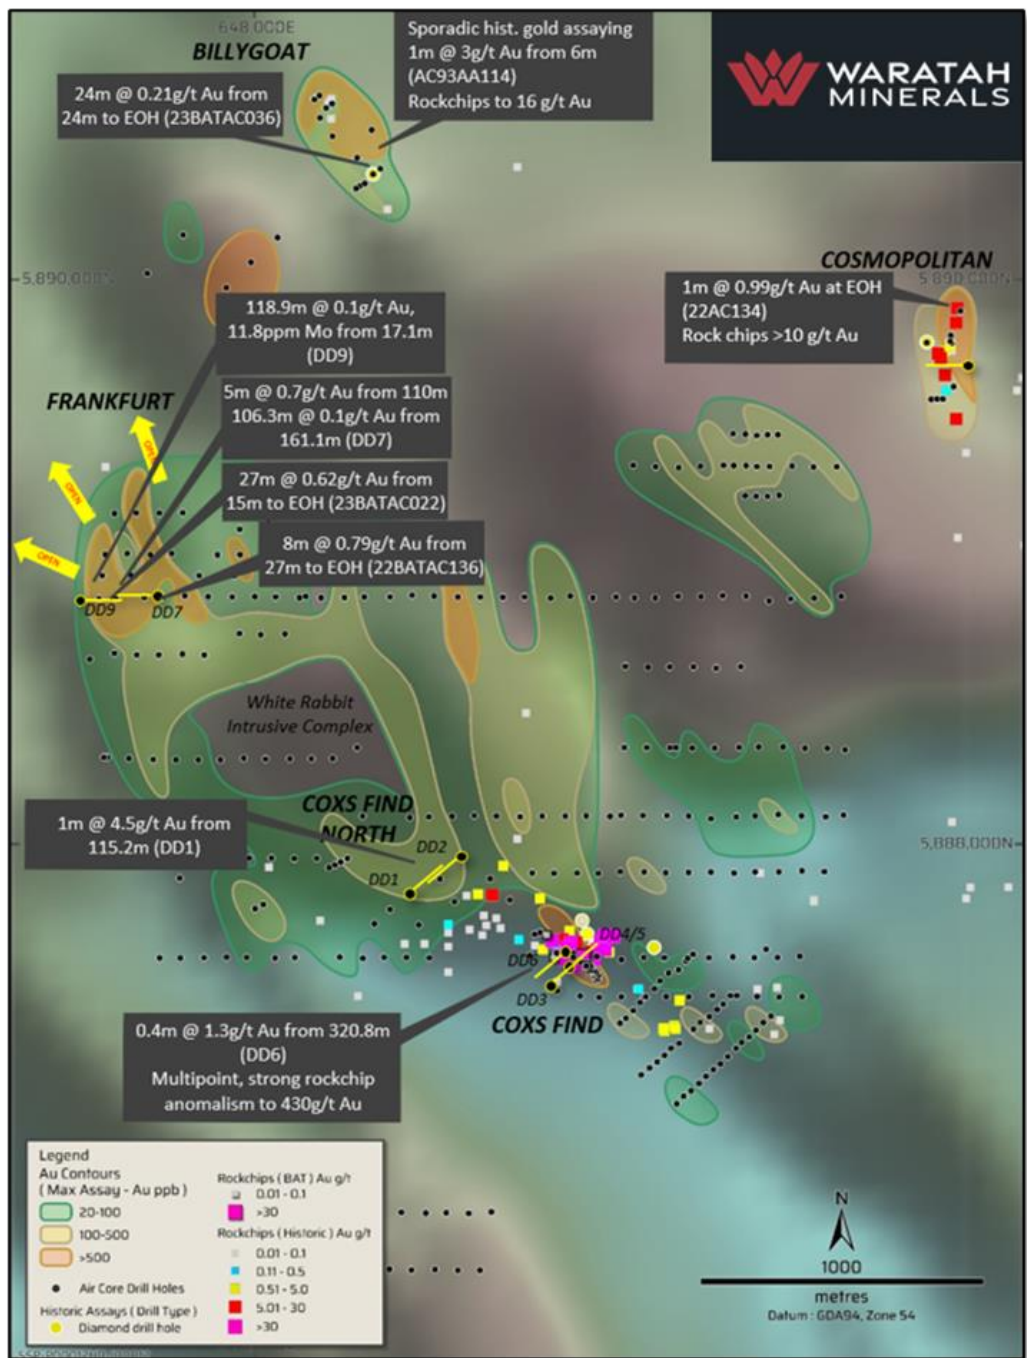 648,000E
BILLYGOAT
Sporadic hist. gold assaying
1m @ 3g/t Au from 6m
(AC93AA114)
Rockchips to 16 g/t Au
WARATAH
MINERALS
24m @ 0.21g/t Au from
24m to EOH (23BATAC036)
5,890,000N
COSMOPOLITAN
5,890,000N
1m @ 0.99g/t Au at EOH
(22AC134)
Rock chips >10 g/t Au
118.9m @ 0.1g/t Au,
11.8ppm Mo from 17.1m
(DD9)
FRANKFURT
5m @ 0.7g/t Au from 110m
106.3m @ 0.1g/t Au from
161.1m (DD7)
OPEN
OPEN
OPEN
27m @ 0.62g/t Au from
15m to EOH (23BATAC022)
8m @ 0.79g/t Au from
27m to EOH (22BATAC136)
DD9
DD7
White Rabbit
Intrusive Complex
COXS FIND
NORTH
1m @ 4.5g/t Au from
115.2m (DD1)
DD2
DD1
5,888,000N
DD4/5
DD6
DD3
COXS FIND
0.4m @ 1.3g/t Au from 320.8m
(DD6)
Multipoint, strong rockchip
anomalism to 430g/t Au
Legend
Au Contours
( Max Assay - Au ppb )
20-100
100-500
>500
Air Core Drill Holes
Historic Assays ( Drill Type )
Diamond drill hole
Rockchips ( BAT ) Au g/t
0.01 - 0.1
>30
Rockchips ( Historic ) Au g/t
0.01 - 0.1
0.11 - 0.5
0.51 - 5.0
5.01 - 30
>30
N
1000
metres
Datum : GDA94, Zone 54